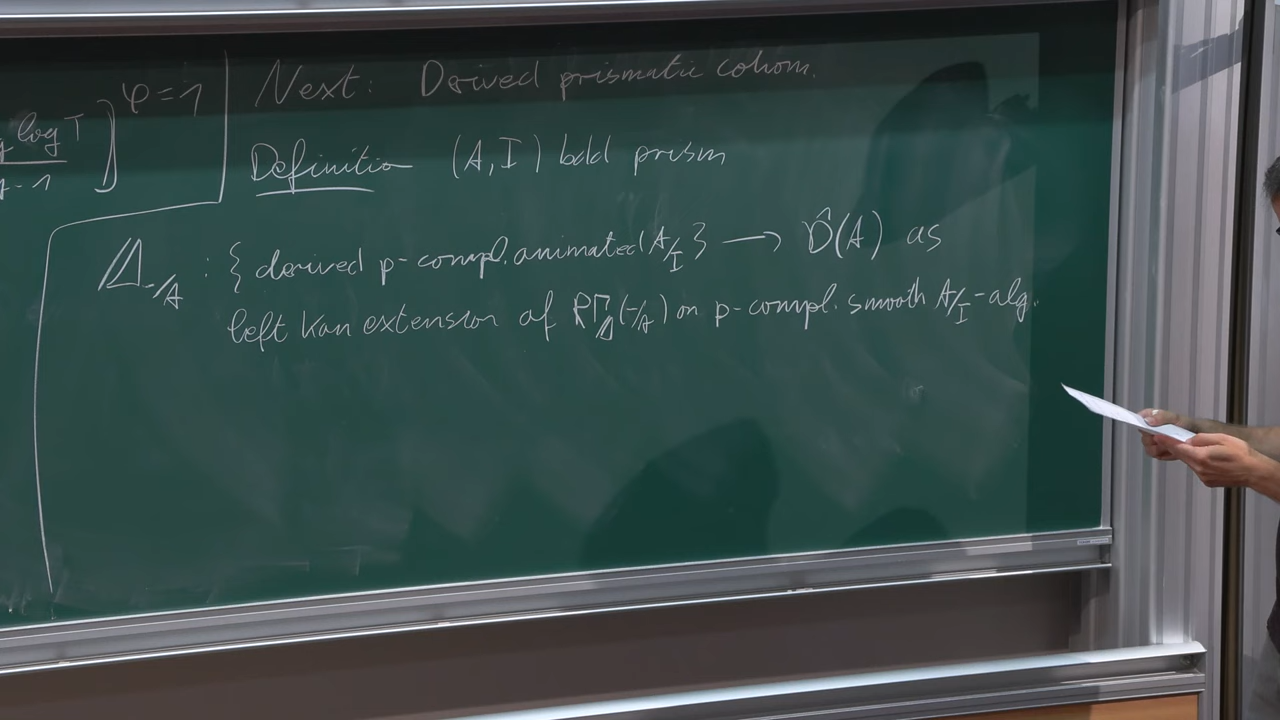 log T
φ=1
-1
Next: Derived prismatic cohom.
Definition (A,I) bdd prism
Δ_{-/A} : { derived p-compl. animated A/I } → D̂(A) as
left Kan extension of RΓ_Δ(-/A) on p-compl. smooth A/I-alg.